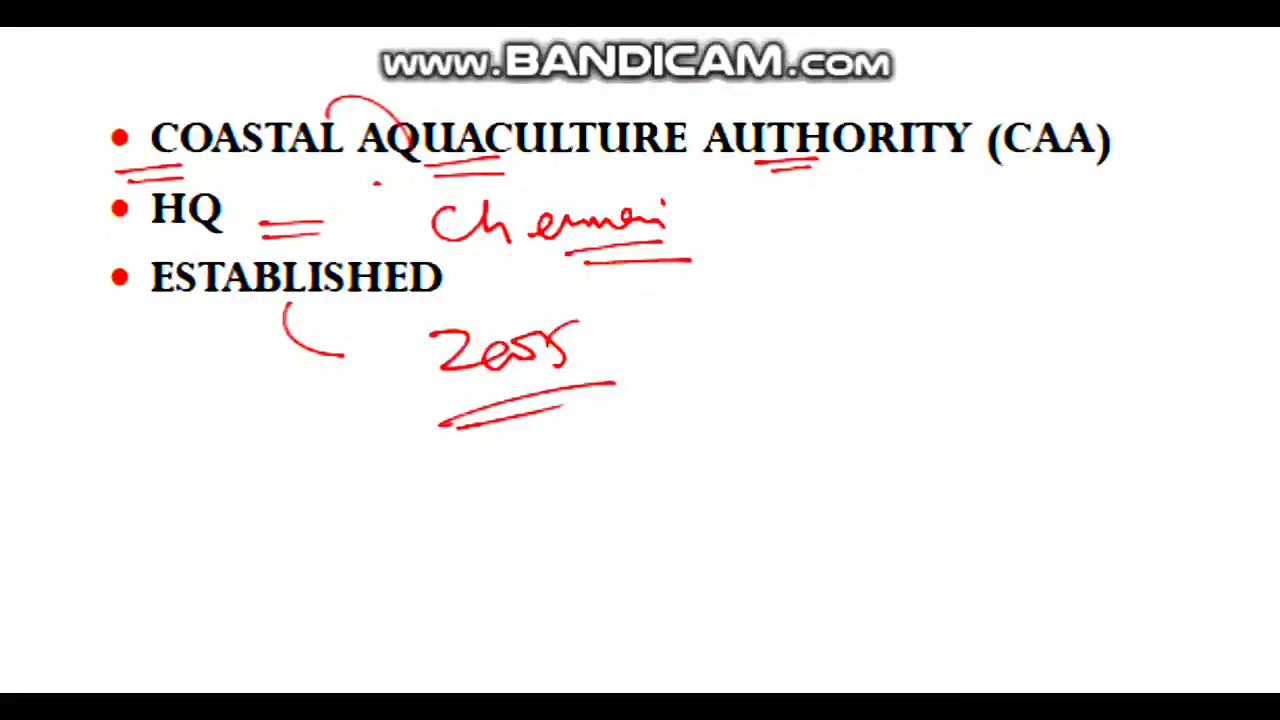 www.BANDICAM.com
• COASTAL AQUACULTURE AUTHORITY (CAA)
• HQ = Chennai
• ESTABLISHED
2005